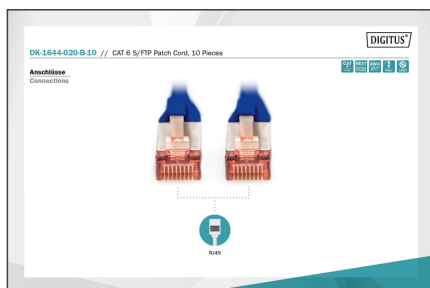 DIGITUS®
DK-1644-020-B-10 // CAT 6 S/FTP Patch Cord, 10 Pieces
Anschlüsse
Connections
RJ45